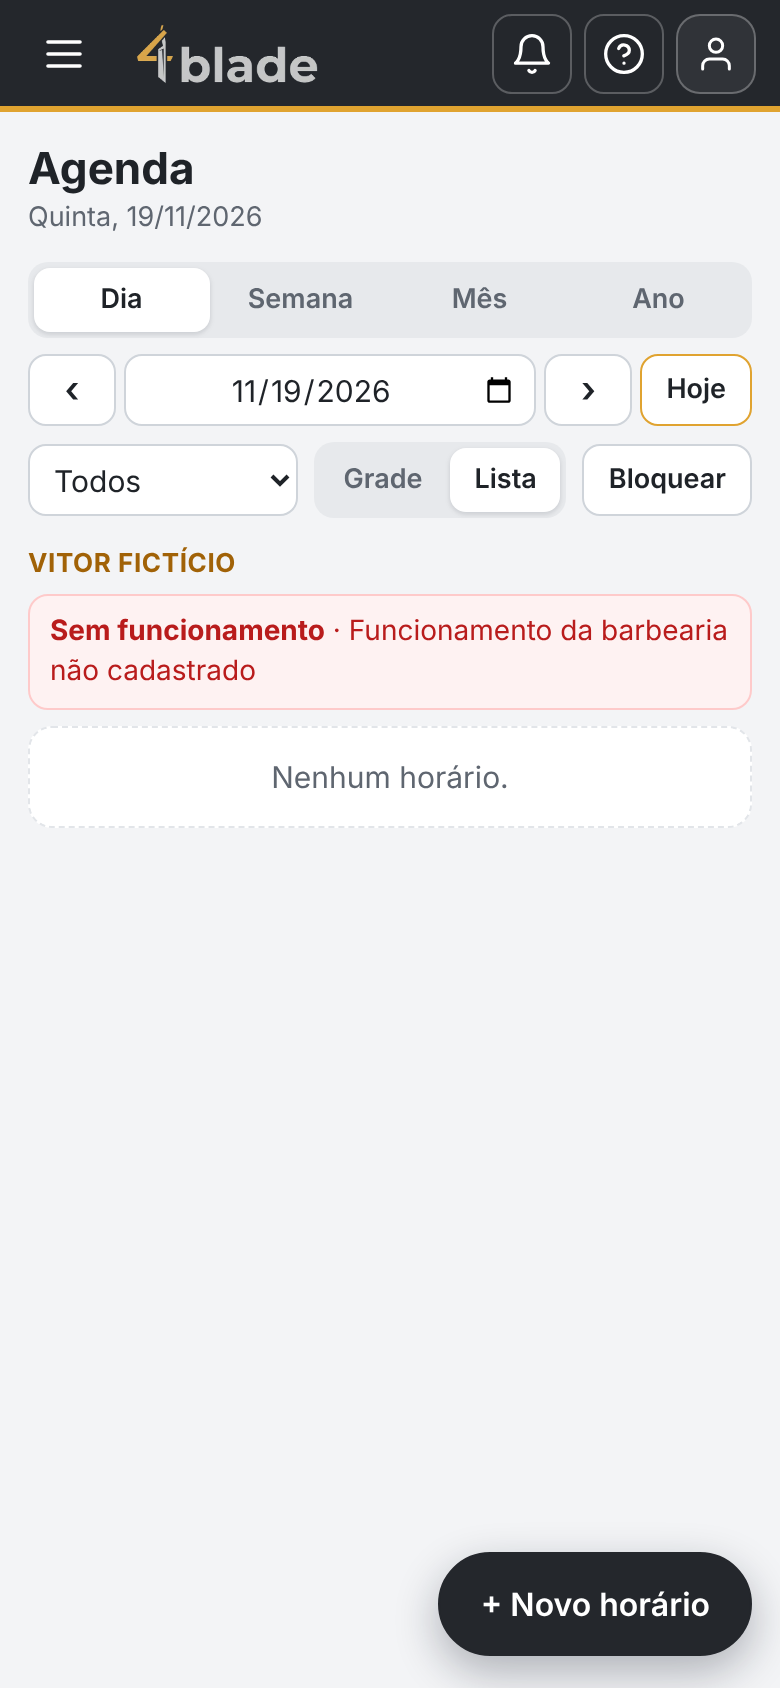 4blade
Agenda
Quinta, 19/11/2026
Dia Semana Mês Ano
‹ 11/19/2026 › Hoje
Todos Grade Lista Bloquear
VITOR FICTÍCIO
Sem funcionamento · Funcionamento da barbearia
não cadastrado
Nenhum horário.
+ Novo horário